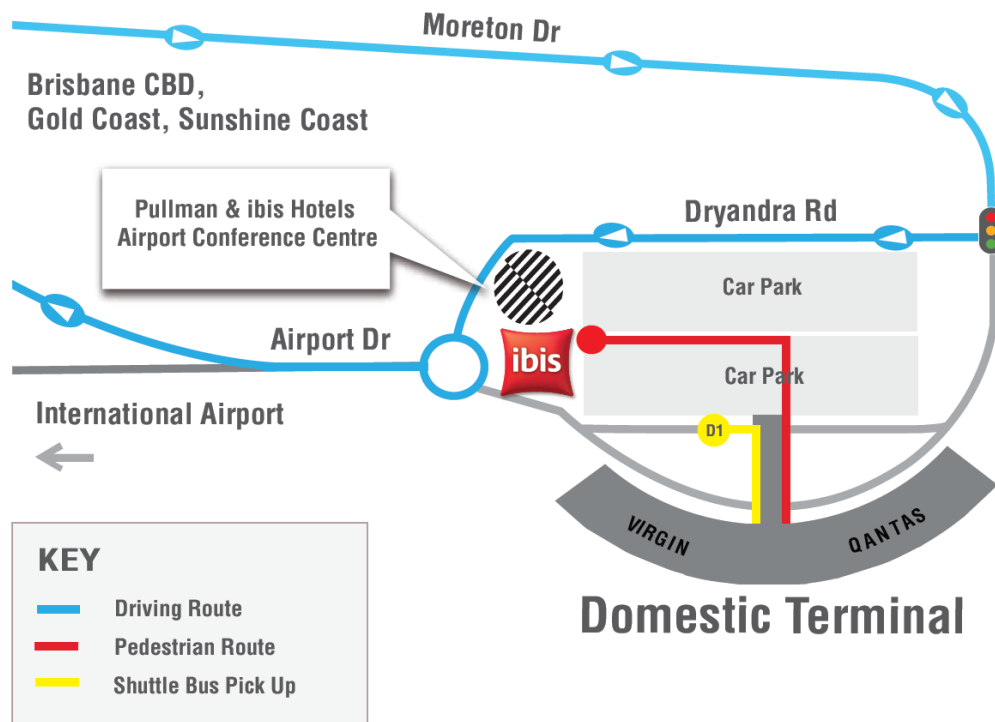 Moreton Dr
Brisbane CBD,
Gold Coast, Sunshine Coast
Pullman & ibis Hotels
Airport Conference Centre
Dryandra Rd
Car Park
Airport Dr
ibis
Car Park
International Airport
D1
VIRGIN
QANTAS
Domestic Terminal
KEY
Driving Route
Pedestrian Route
Shuttle Bus Pick Up